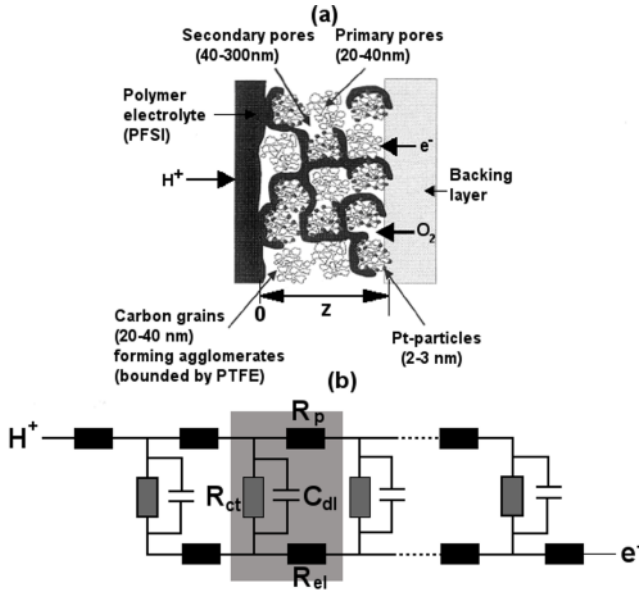 (a)
Secondary pores
(40-300nm)
Primary pores
(20-40nm)
Polymer
electrolyte
(PFSI)
H+
e-
Backing
layer
O2
0
Z
Carbon grains
(20-40 nm)
forming agglomerates
(bounded by PTFE)
Pt-particles
(2-3 nm)
(b)
H+
Rp
Rct
Cdl
Rel
e-